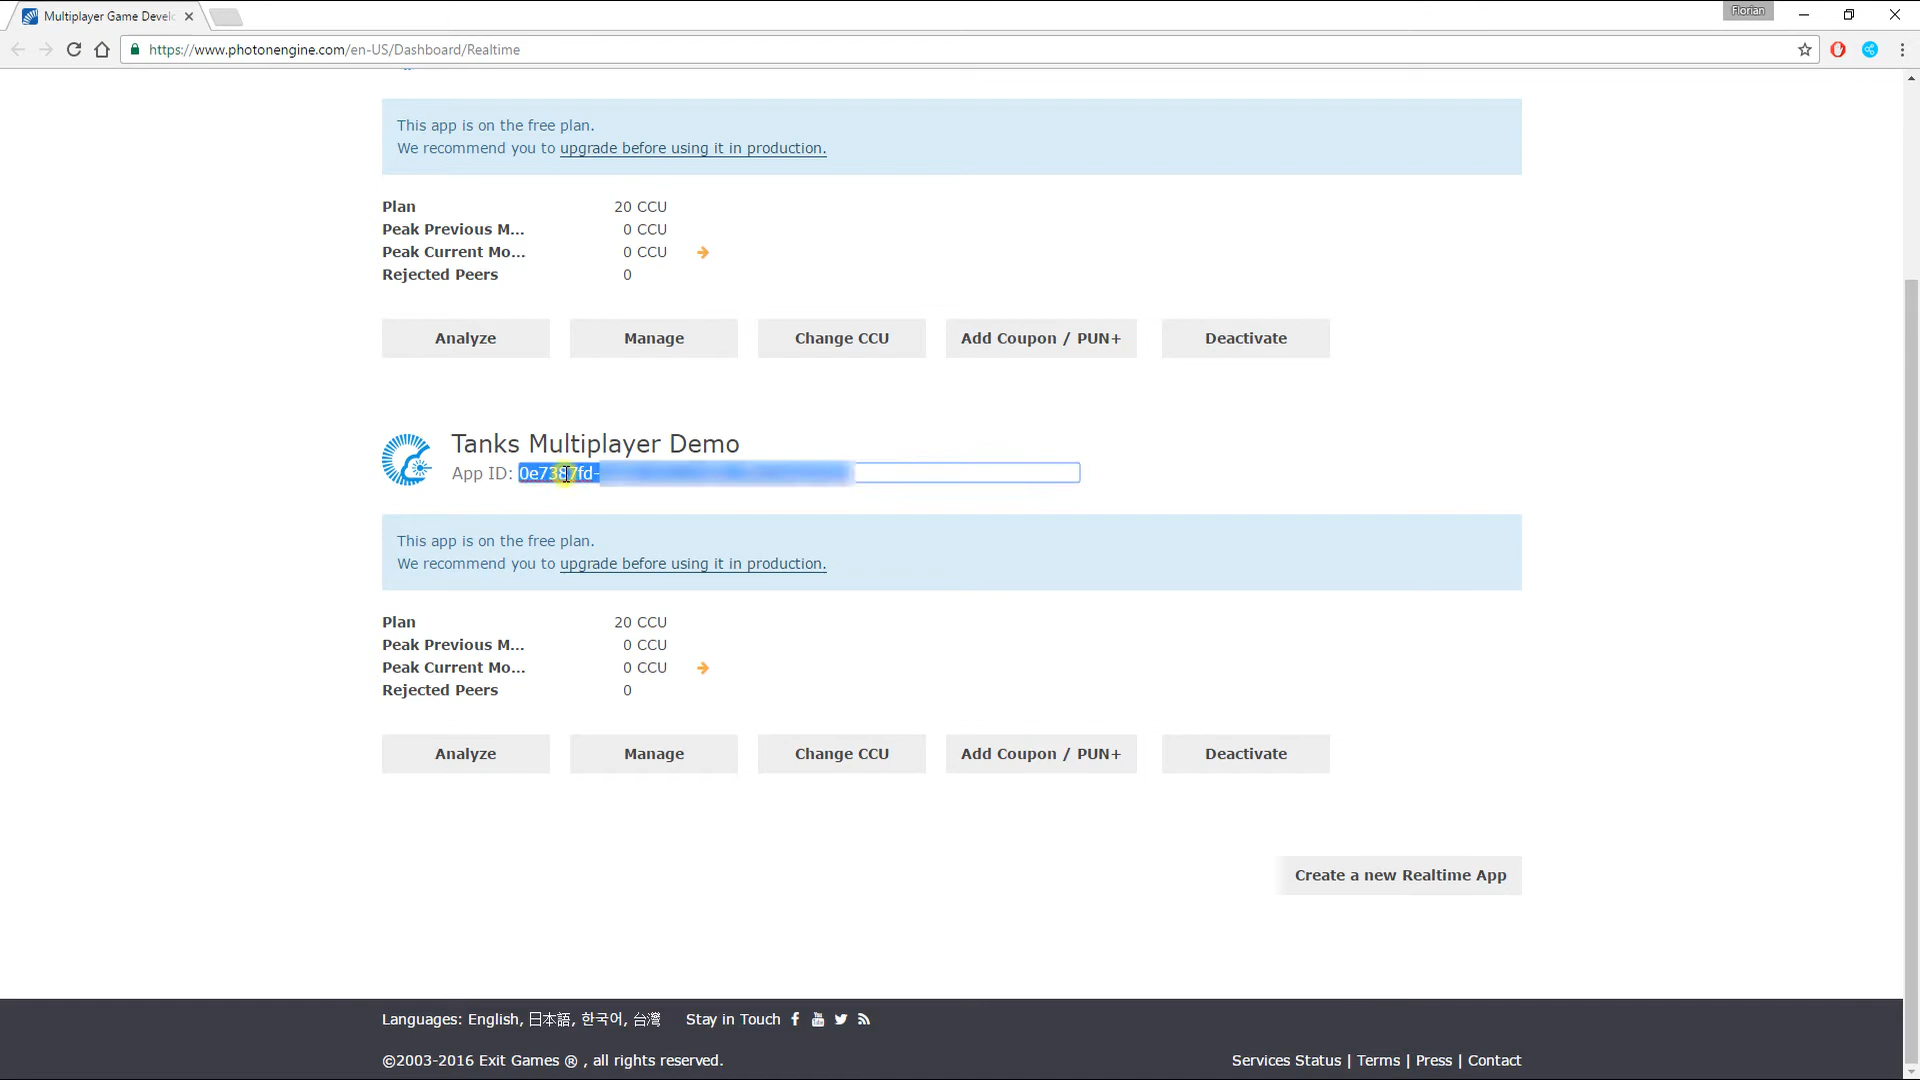 Multiplayer Game Develo
Florian
https://www.photonengine.com/en-US/Dashboard/Realtime
This app is on the free plan.
We recommend you to upgrade before using it in production.
Plan 20 CCU
Peak Previous M... 0 CCU
Peak Current Mo... 0 CCU
Rejected Peers 0
Analyze Manage Change CCU Add Coupon / PUN+ Deactivate
Tanks Multiplayer Demo
App ID: 0e7387fd-
This app is on the free plan.
We recommend you to upgrade before using it in production.
Plan 20 CCU
Peak Previous M... 0 CCU
Peak Current Mo... 0 CCU
Rejected Peers 0
Analyze Manage Change CCU Add Coupon / PUN+ Deactivate
Create a new Realtime App
Languages: English, 日本語, 한국어, 台灣 Stay in Touch
©2003-2016 Exit Games ® , all rights reserved. Services Status | Terms | Press | Contact